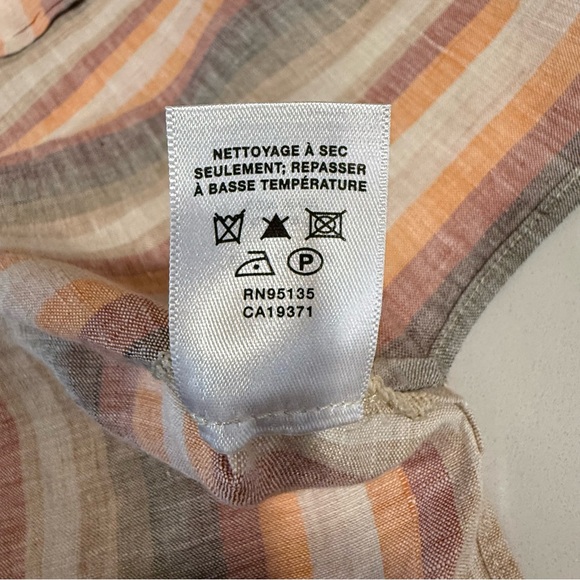 NETTOYAGE À SEC
SEULEMENT; REPASSER
À BASSE TEMPÉRATURE
P
RN95135
CA19371